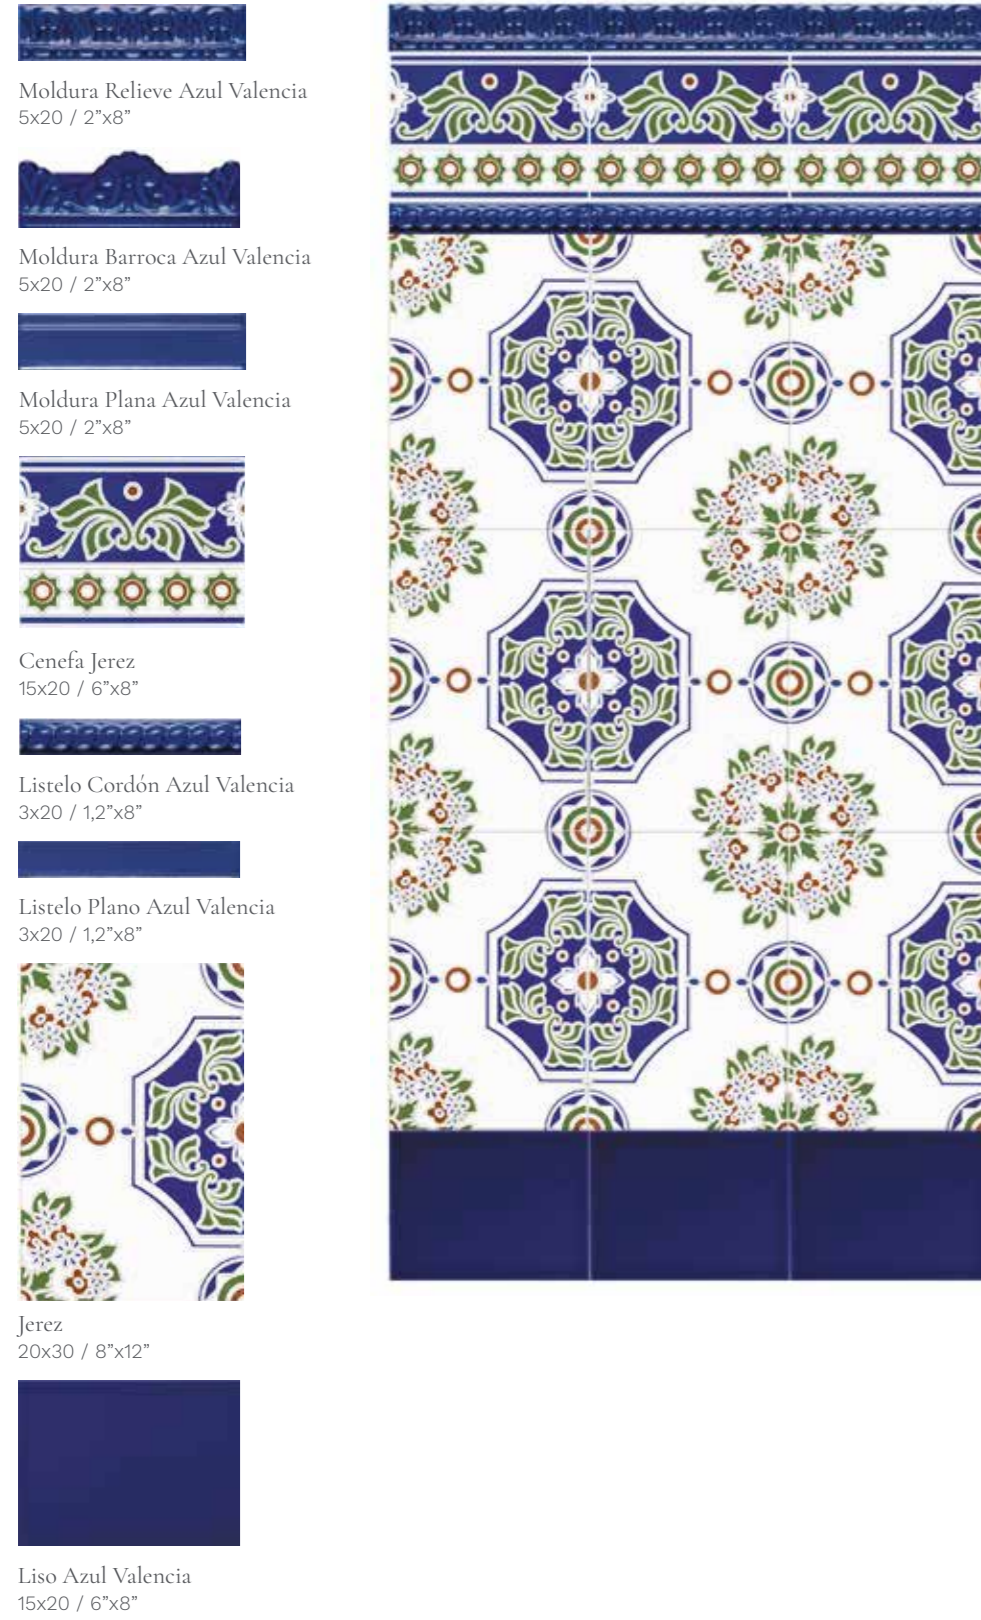 Moldura Relieve Azul Valencia
5x20 / 2”x8”
Moldura Barroca Azul Valencia
5x20 / 2”x8”
Moldura Plana Azul Valencia
5x20 / 2”x8”
Cenefa Jerez
15x20 / 6”x8”
Listelo Cordón Azul Valencia
3x20 / 1,2”x8”
Listelo Plano Azul Valencia
3x20 / 1,2”x8”
Jerez
20x30 / 8”x12”
Liso Azul Valencia
15x20 / 6”x8”